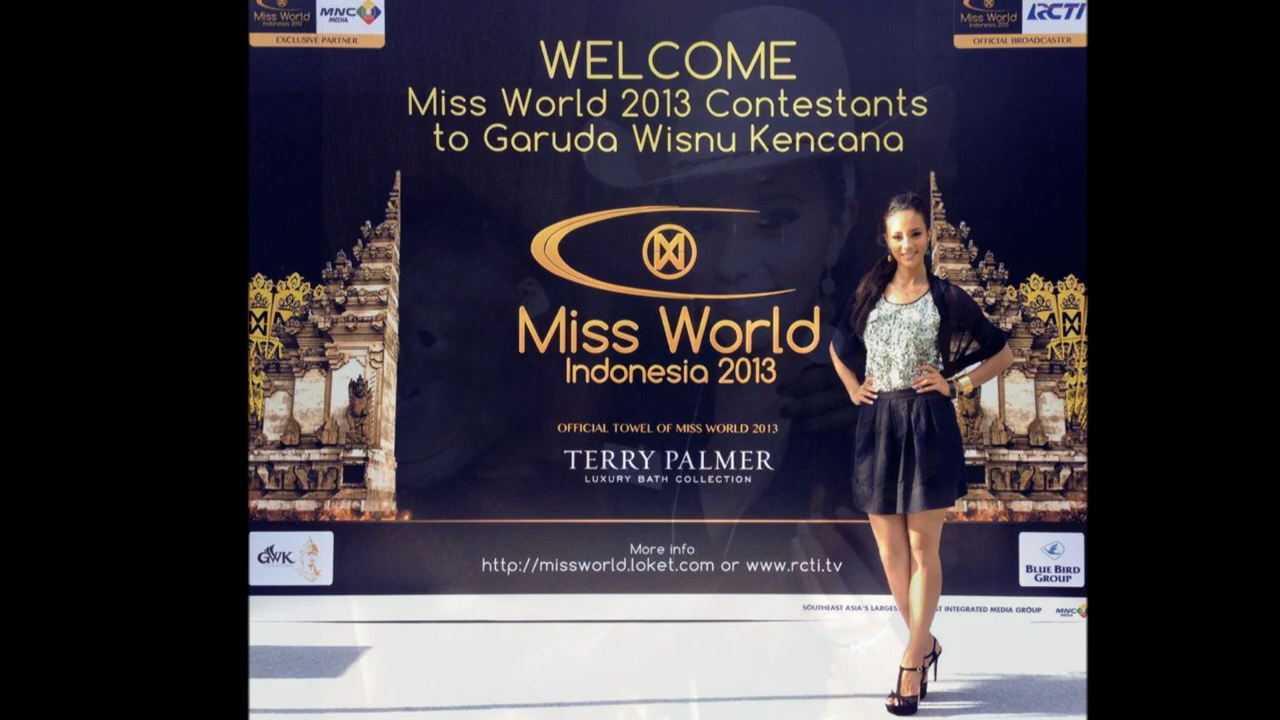 Miss World
Indonesia 2013
MNC
MEDIA
EXCLUSIVE PARTNER
Miss World
Indonesia 2013
RCTI
OFFICIAL BROADCASTER
WELCOME
Miss World 2013 Contestants
to Garuda Wisnu Kencana
Miss World
Indonesia 2013
OFFICIAL TOWEL OF MISS WORLD 2013
TERRY PALMER
LUXURY BATH COLLECTION
GWK
More info
http://missworld.loket.com or www.rcti.tv
BLUE BIRD
GROUP
SOUTHEAST ASIA'S LARGES T INTEGRATED MEDIA GROUP
MNC
MEDIA